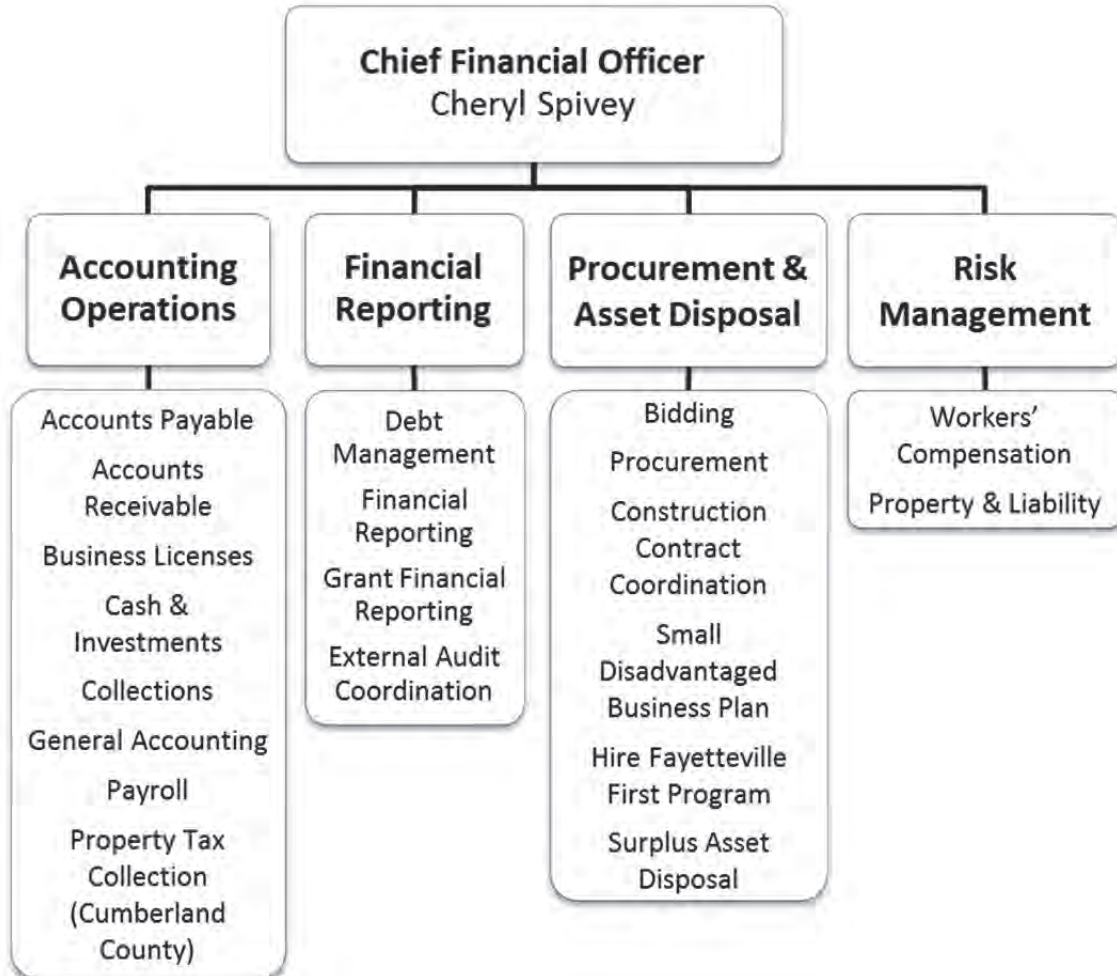 Chief Financial Officer
Cheryl Spivey
Accounting
Operations
Accounts Payable
Accounts
Receivable
Business Licenses
Cash &
Investments
Collections
General Accounting
Payroll
Property Tax
Collection
(Cumberland
County)
Financial
Reporting
Debt
Management
Financial
Reporting
Grant Financial
Reporting
External Audit
Coordination
Procurement &
Asset Disposal
Bidding
Procurement
Construction
Contract
Coordination
Small
Disadvantaged
Business Plan
Hire Fayetteville
First Program
Surplus Asset
Disposal
Risk
Management
Workers’
Compensation
Property & Liability